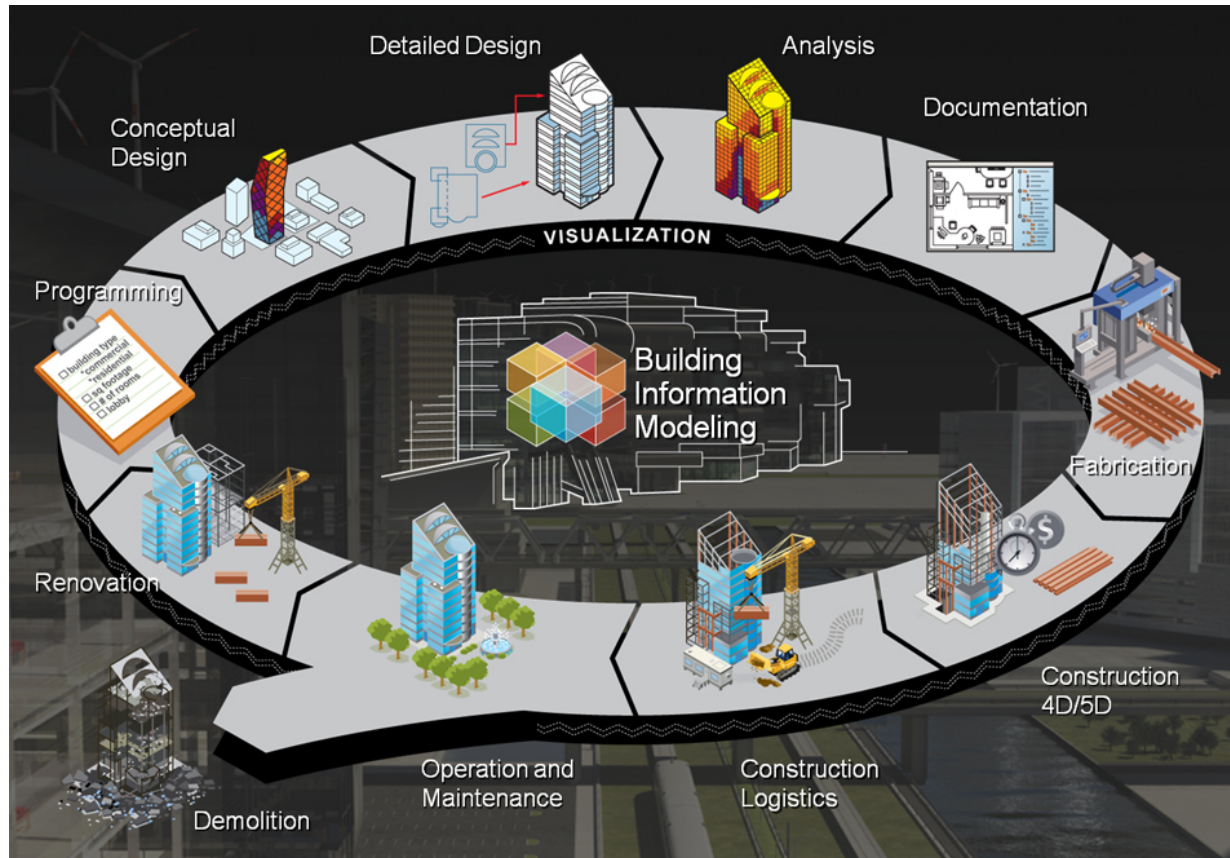 Detailed Design
Analysis
Documentation
Conceptual
Design
VISUALIZATION
Programming
building type
*commercial
*residential...
sq footage
# of rooms
lobby
Building
Information
Modeling
$
Fabrication
Renovation
Construction
4D/5D
Operation and
Maintenance
Construction
Logistics
Demolition